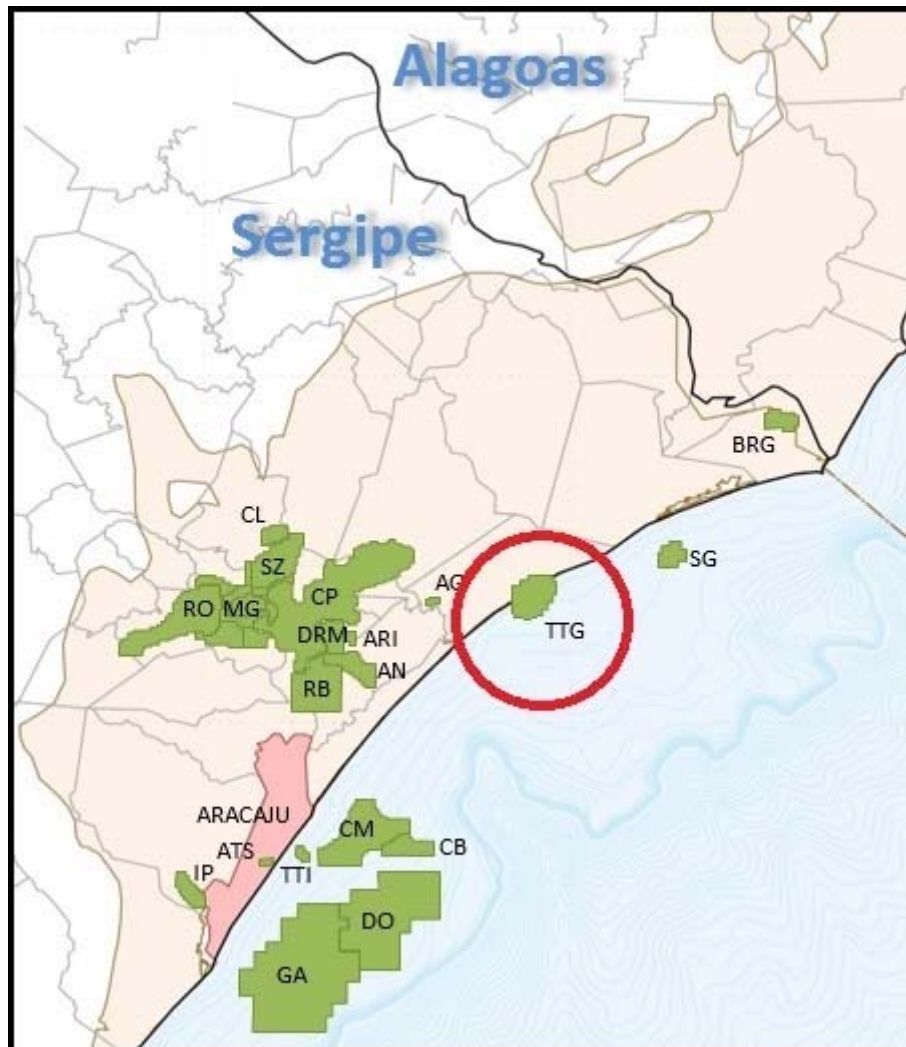 Alagoas
Sergipe
BRG
CL
SZ
SG
AG
CP
RO
MG
TTG
DRM
ARI
AN
RB
ARACAJU
CM
ATS
CB
IP
TTI
DO
GA